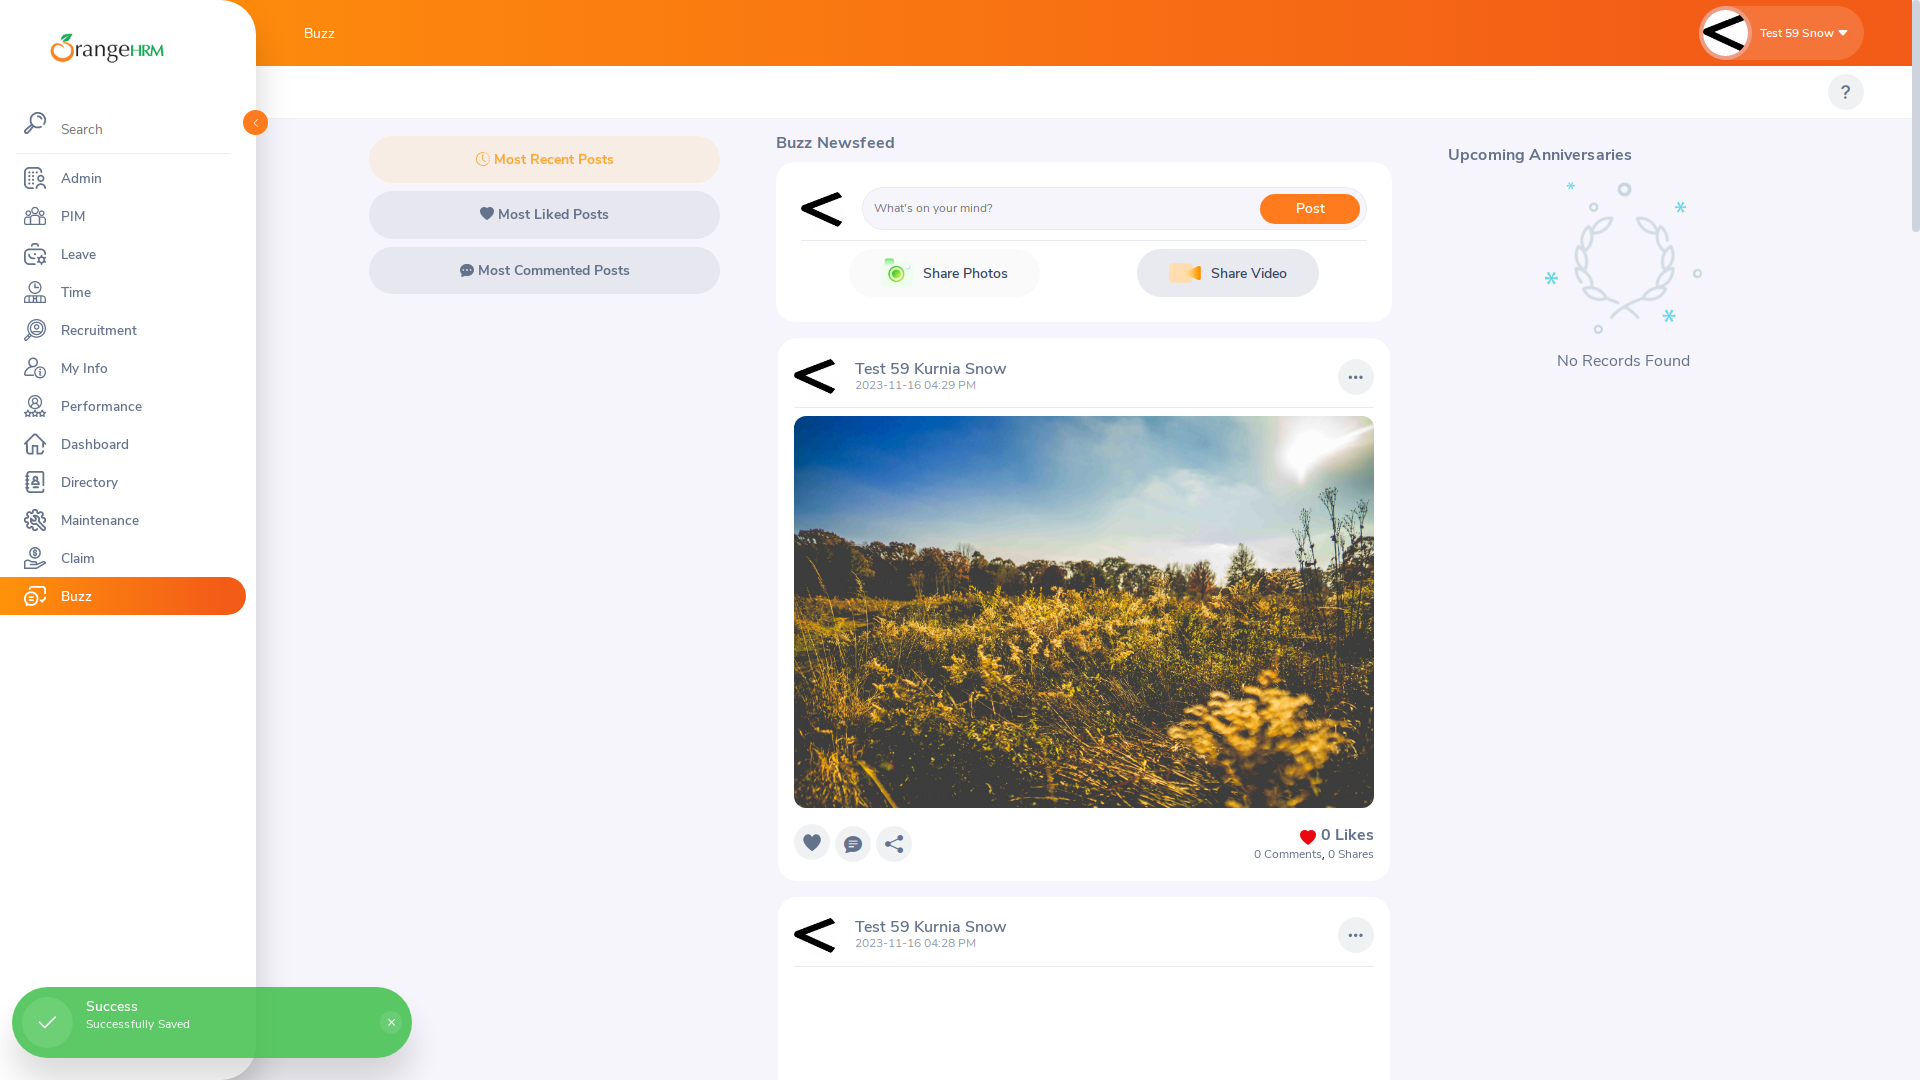 OrangeHRM
Buzz
Test 59 Snow
?
Search
Admin
PIM
Leave
Time
Recruitment
My Info
Performance
Dashboard
Directory
Maintenance
Claim
Buzz
Most Recent Posts
Most Liked Posts
Most Commented Posts
Buzz Newsfeed
What's on your mind?
Post
Share Photos
Share Video
Test 59 Kurnia Snow
2023-11-16 04:29 PM
0 Likes
0 Comments, 0 Shares
Test 59 Kurnia Snow
2023-11-16 04:28 PM
Upcoming Anniversaries
No Records Found
Success
Successfully Saved